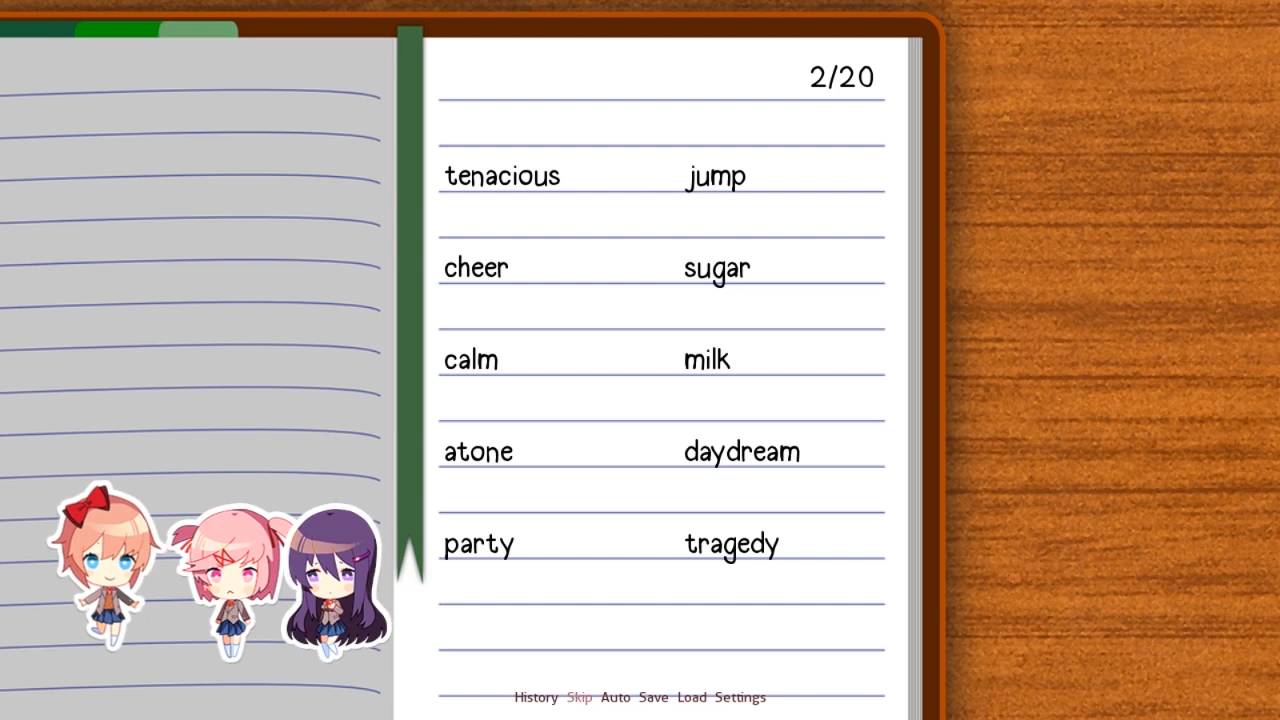 2/20
tenacious jump
cheer sugar
calm milk
atone daydream
party tragedy
History Skip Auto Save Load Settings